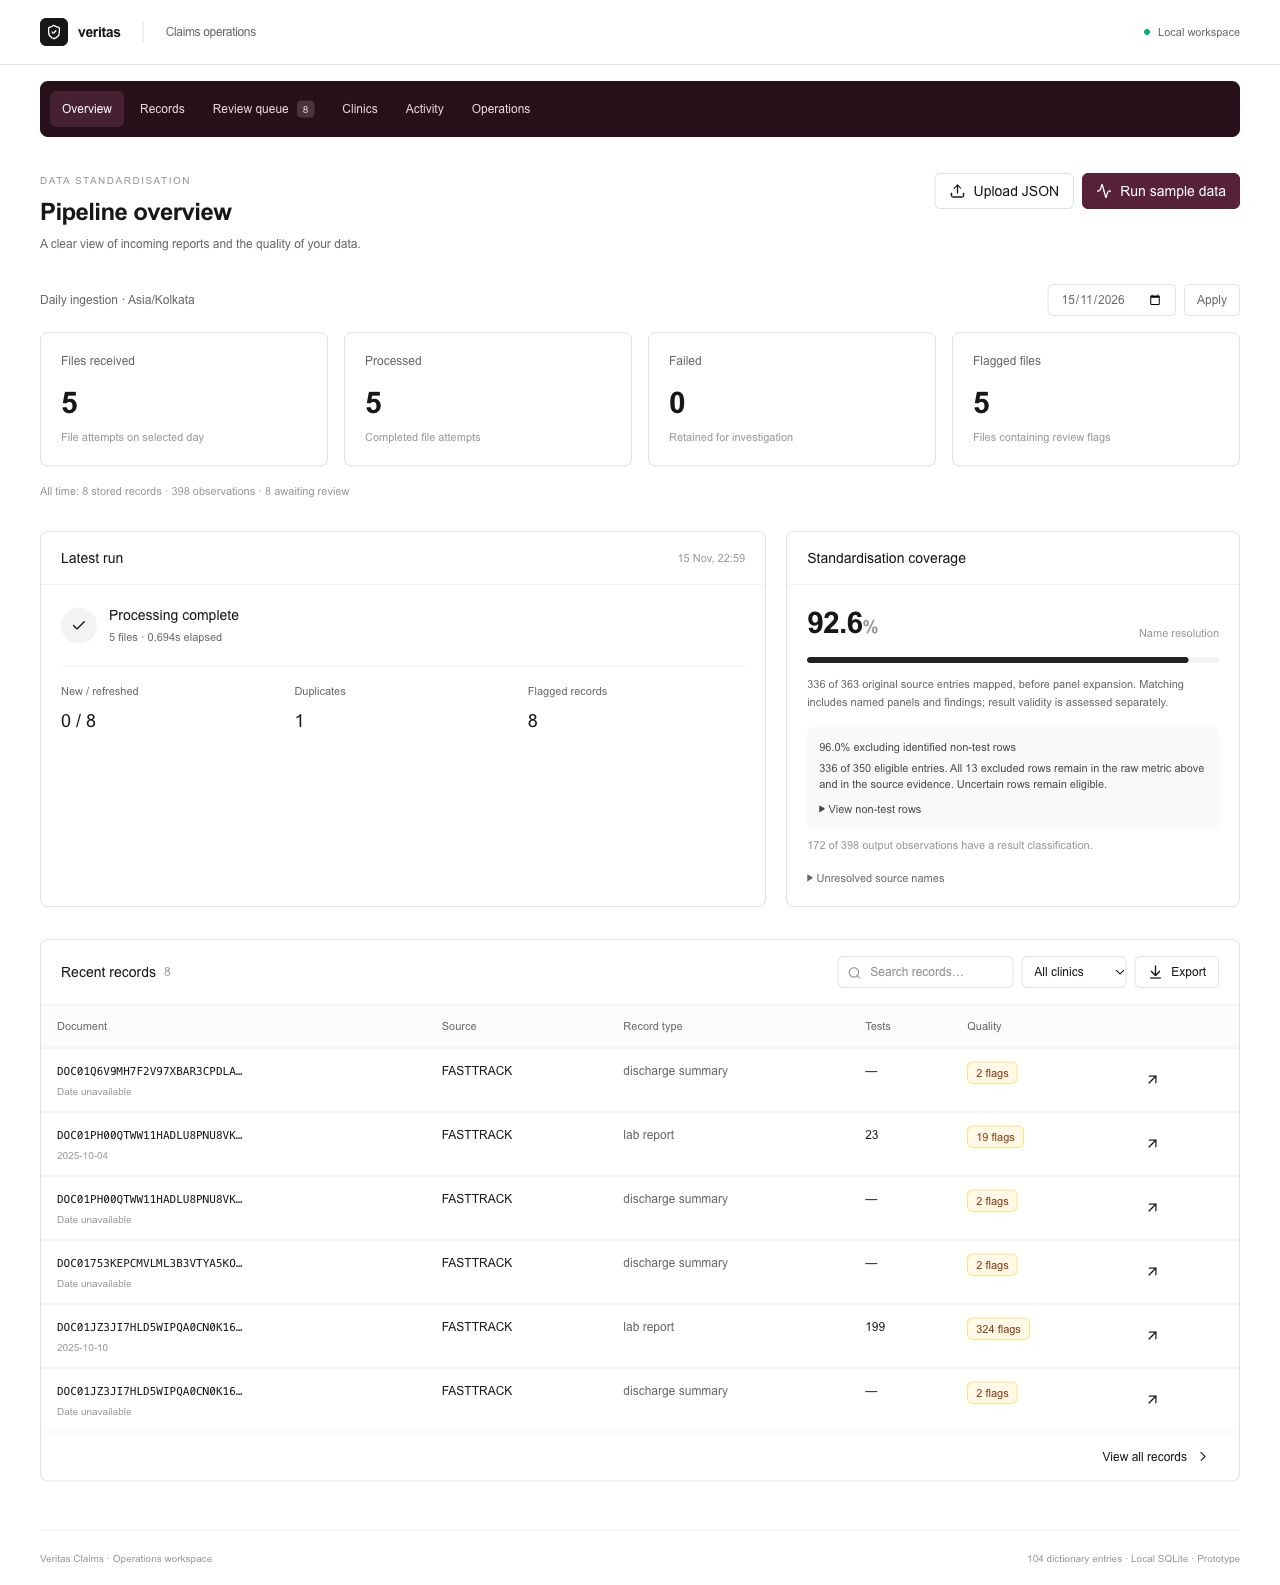 veritas
Claims operations
Local workspace
Overview
Records
Review queue 8
Clinics
Activity
Operations
DATA STANDARDISATION
Pipeline overview
A clear view of incoming reports and the quality of your data.
Upload JSON
Run sample data
Daily ingestion · Asia/Kolkata
15/11/2026
Apply
Files received
5
File attempts on selected day
Processed
5
Completed file attempts
Failed
0
Retained for investigation
Flagged files
5
Files containing review flags
All time: 8 stored records · 398 observations · 8 awaiting review
Latest run
15 Nov, 22:59
Processing complete
5 files · 0.694s elapsed
New / refreshed
0 / 8
Duplicates
1
Flagged records
8
Standardisation coverage
92.6%
Name resolution
336 of 363 original source entries mapped, before panel expansion. Matching
includes named panels and findings; result validity is assessed separately.
96.0% excluding identified non-test rows
336 of 350 eligible entries. All 13 excluded rows remain in the raw metric above
and in the source evidence. Uncertain rows remain eligible.
View non-test rows
172 of 398 output observations have a result classification.
Unresolved source names
Recent records 8
Search records…
All clinics
Export
Document Source Record type Tests Quality
DOC01Q6V9MH7F2V97XBAR3CPDLA… FASTTRACK discharge summary — 2 flags
Date unavailable
DOC01PH00QTWW11HADLU8PNU8VK… FASTTRACK lab report 23 19 flags
2025-10-04
DOC01PH00QTWW11HADLU8PNU8VK… FASTTRACK discharge summary — 2 flags
Date unavailable
DOC01753KEPCMVLML3B3VTYA5KO… FASTTRACK discharge summary — 2 flags
Date unavailable
DOC01JZ3JI7HLD5WIPQA0CN0K16… FASTTRACK lab report 199 324 flags
2025-10-10
DOC01JZ3JI7HLD5WIPQA0CN0K16… FASTTRACK discharge summary — 2 flags
Date unavailable
View all records
Veritas Claims · Operations workspace
104 dictionary entries · Local SQLite · Prototype